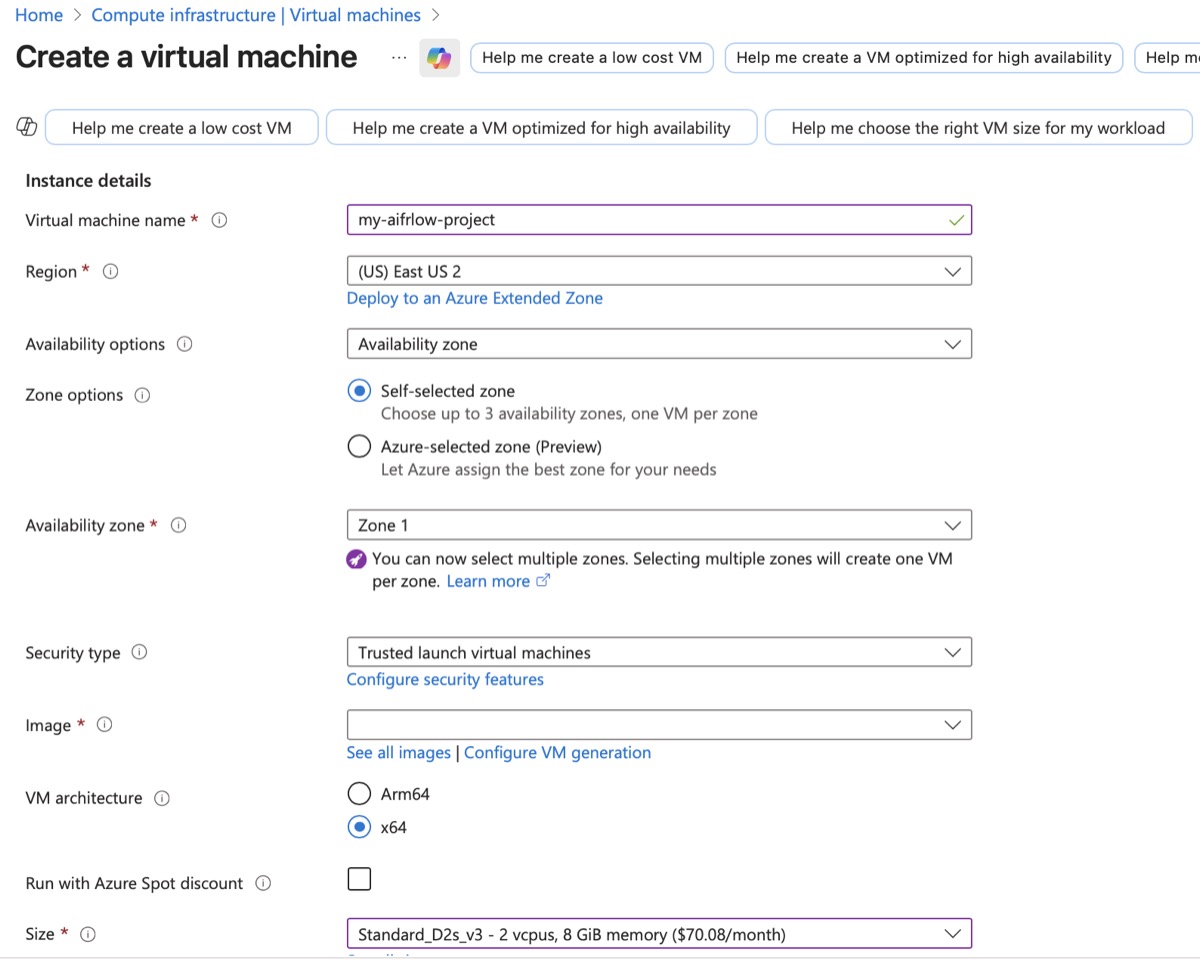 Home > Compute infrastructure | Virtual machines >
Create a virtual machine ... Help me create a low cost VM Help me create a VM optimized for high availability Help me
Help me create a low cost VM Help me create a VM optimized for high availability Help me choose the right VM size for my workload
Instance details
Virtual machine name * my-aifrlow-project
Region * (US) East US 2
Deploy to an Azure Extended Zone
Availability options Availability zone
Zone options Self-selected zone
Choose up to 3 availability zones, one VM per zone
Azure-selected zone (Preview)
Let Azure assign the best zone for your needs
Availability zone * Zone 1
You can now select multiple zones. Selecting multiple zones will create one VM
per zone. Learn more
Security type Trusted launch virtual machines
Configure security features
Image *
See all images | Configure VM generation
VM architecture Arm64
x64
Run with Azure Spot discount
Size * Standard_D2s_v3 - 2 vcpus, 8 GiB memory ($70.08/month)